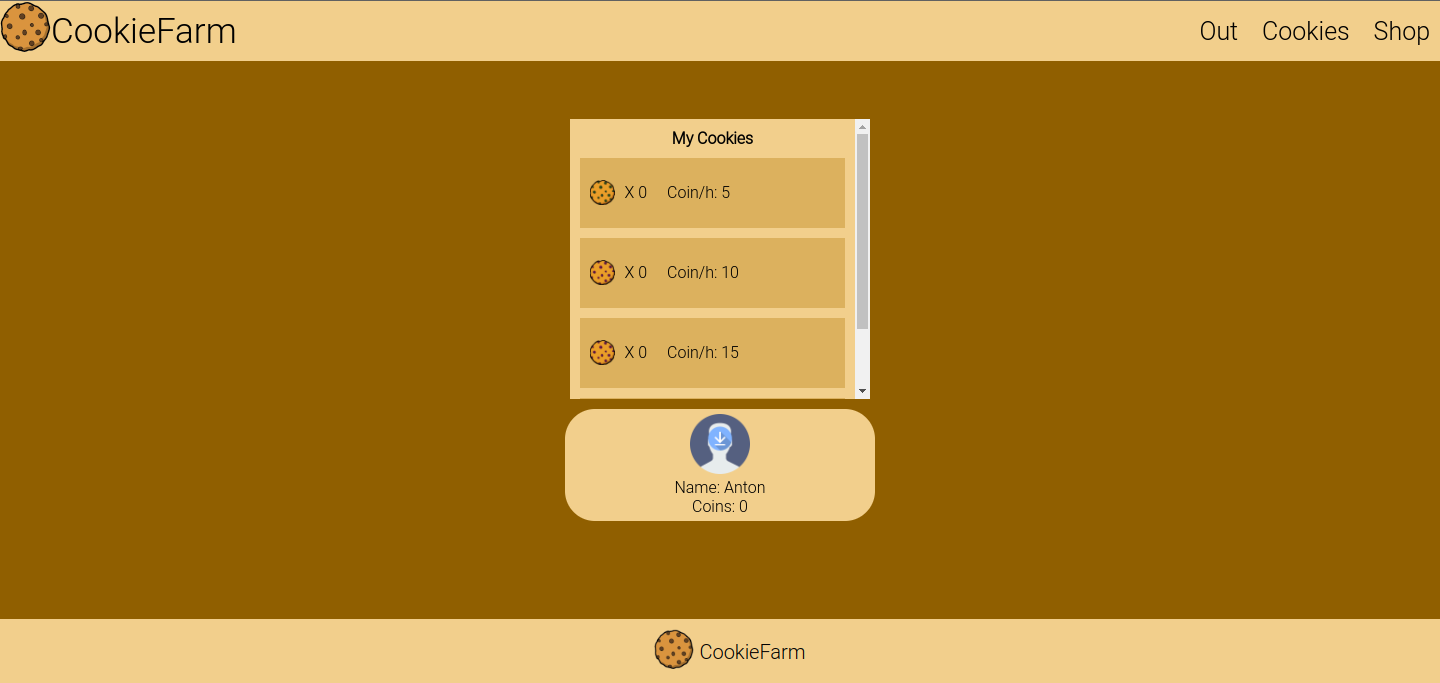 CookieFarm
Out Cookies Shop
My Cookies
X 0 Coin/h: 5
X 0 Coin/h: 10
X 0 Coin/h: 15
Name: Anton
Coins: 0
CookieFarm